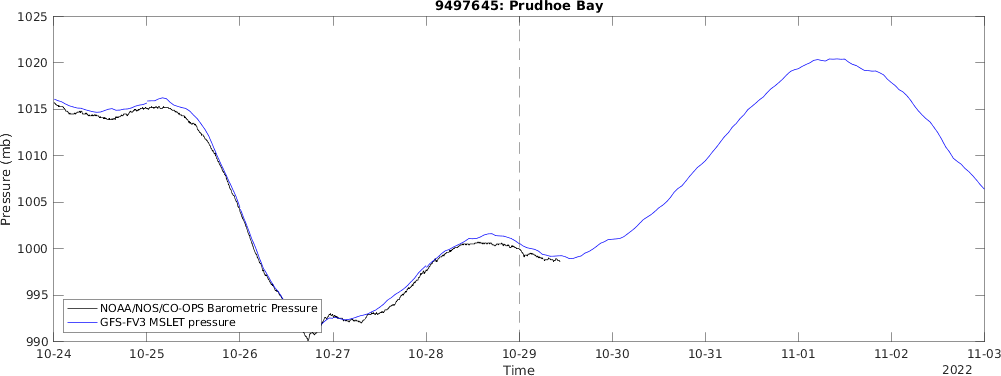 9497645: Prudhoe Bay
1025
1020
1015
1010
1005
1000
995
990
Pressure (mb)
NOAA/NOS/CO-OPS Barometric Pressure
GFS-FV3 MSLET pressure
10-24 10-25 10-26 10-27 10-28 10-29 10-30 10-31 11-01 11-02 11-03
Time
2022